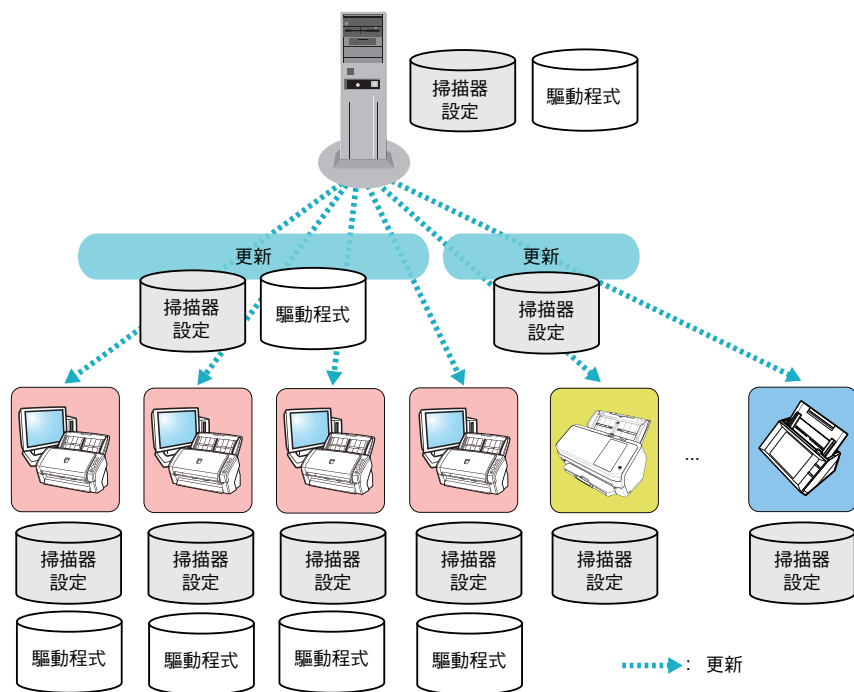 掃描器
設定
驅動程式
更新
更新
掃描器
設定
驅動程式
掃描器
設定
...
掃描器
設定
掃描器
設定
掃描器
設定
掃描器
設定
掃描器
設定
掃描器
設定
驅動程式
驅動程式
驅動程式
驅動程式
: 更新